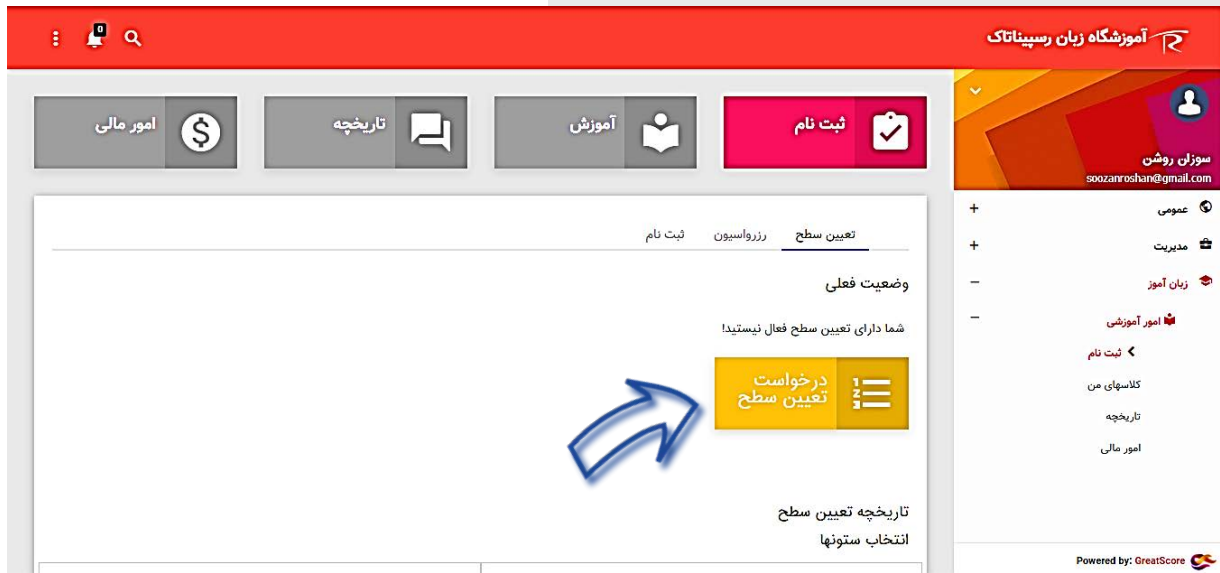 آموزشگاه زبان رسپیناتاک
0
سوزان روشن
soozanroshan@gmail.com
عمومی
مدیریت
زبان آموز
امور آموزشی
ثبت نام
کلاسهای من
تاریخچه
امور مالی
Powered by: GreatScore
ثبت نام
آموزش
تاریخچه
امور مالی
تعیین سطح رزرواسیون ثبت نام
وضعیت فعلی
شما دارای تعیین سطح فعال نیستید!
درخواست
تعیین سطح
تاریخچه تعیین سطح
انتخاب ستونها